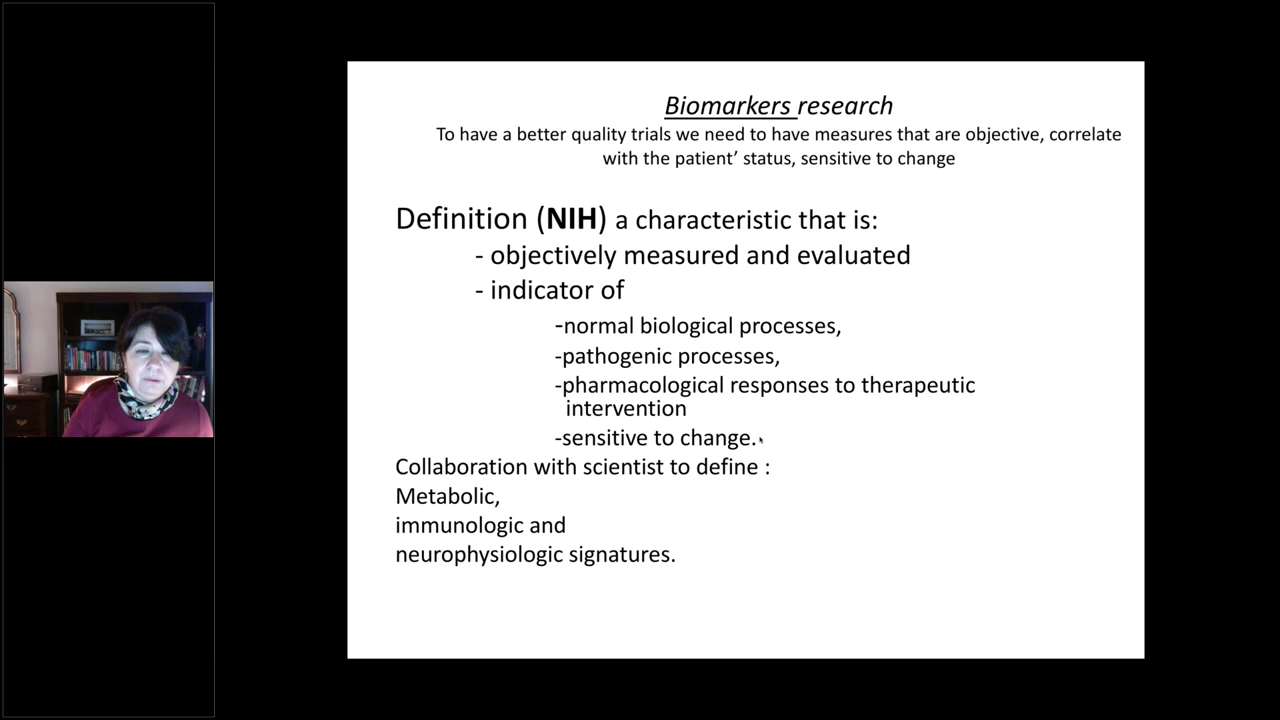 Biomarkers research
To have a better quality trials we need to have measures that are objective, correlate
with the patient’ status, sensitive to change
Definition (NIH) a characteristic that is:
- objectively measured and evaluated
- indicator of
-normal biological processes,
-pathogenic processes,
-pharmacological responses to therapeutic
intervention
-sensitive to change.
Collaboration with scientist to define :
Metabolic,
immunologic and
neurophysiologic signatures.